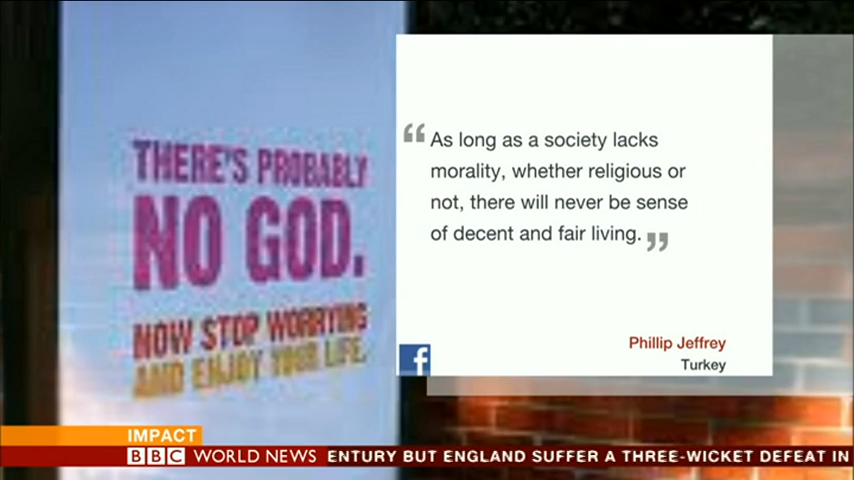 THERE'S PROBABLY
NO GOD.
NOW STOP WORRYING
AND ENJOY YOUR LIFE.
“ As long as a society lacks
morality, whether religious or
not, there will never be sense
of decent and fair living. ”
Phillip Jeffrey
Turkey
f
IMPACT
BBC WORLD NEWS ENTURY BUT ENGLAND SUFFER A THREE-WICKET DEFEAT IN